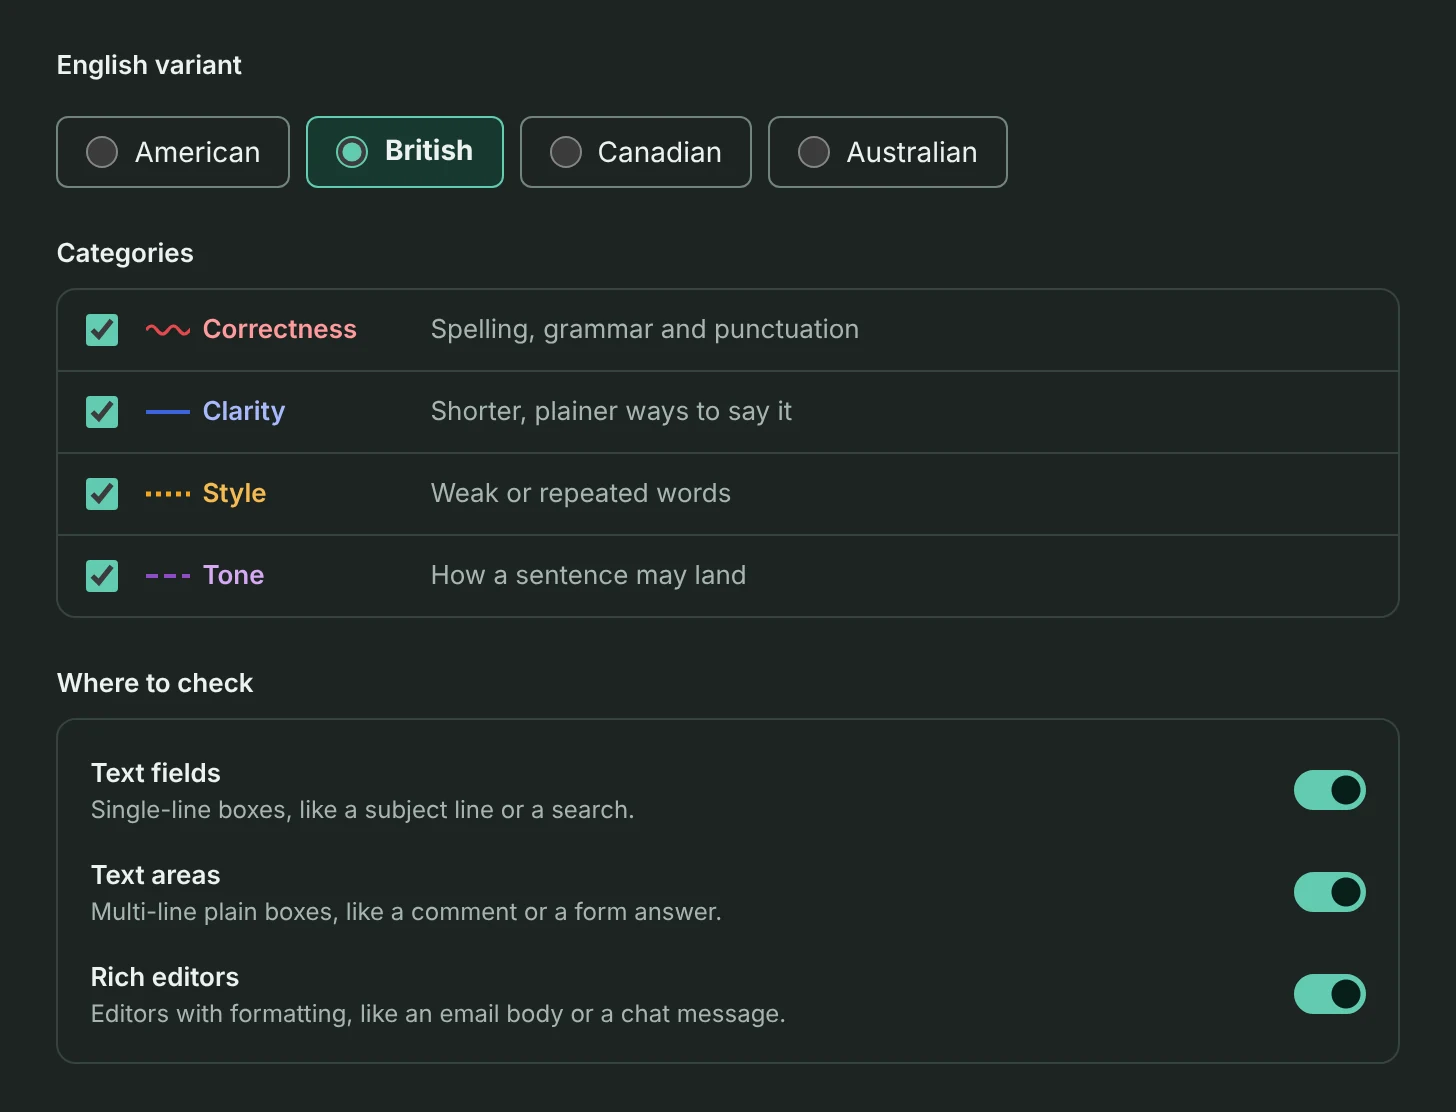 English variant
American
British
Canadian
Australian
Categories
Correctness
Spelling, grammar and punctuation
Clarity
Shorter, plainer ways to say it
Style
Weak or repeated words
Tone
How a sentence may land
Where to check
Text fields
Single-line boxes, like a subject line or a search.
Text areas
Multi-line plain boxes, like a comment or a form answer.
Rich editors
Editors with formatting, like an email body or a chat message.